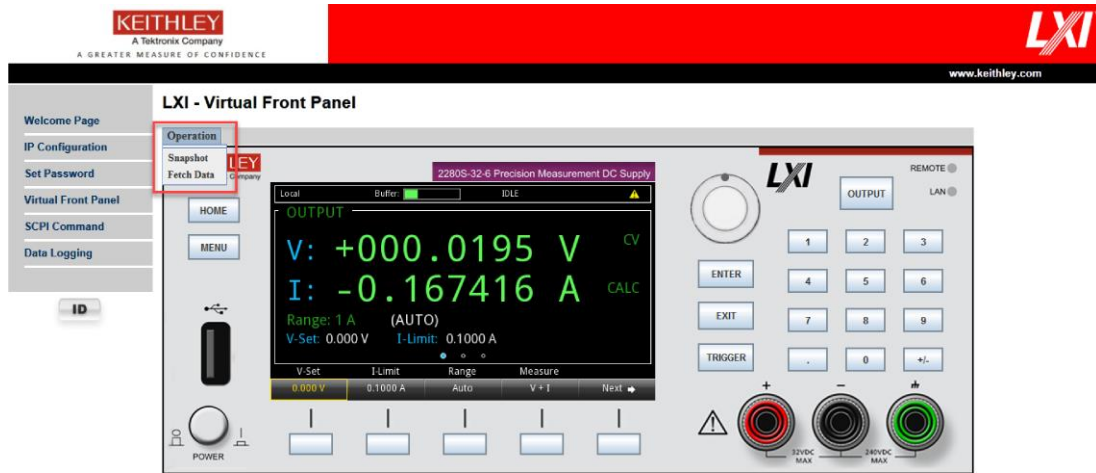 KEITHLEY
A Tektronix Company
A GREATER MEASURE OF CONFIDENCE
LXI
www.keithley.com
LXI - Virtual Front Panel
Welcome Page
IP Configuration
Set Password
Virtual Front Panel
SCPI Command
Data Logging
ID
Operation
Snapshot
Fetch Data
LEY
Company
2280S-32-6 Precision Measurement DC Supply
HOME
MENU
Local Buffer: IDLE
OUTPUT
V: +000.0195 V CV
I: -0.167416 A CALC
Range: 1 A (AUTO)
V-Set: 0.000 V I-Limit: 0.1000 A
V-Set I-Limit Range Measure
0.000 V 0.1000 A Auto V + I Next
POWER
LXI
REMOTE
OUTPUT
LAN
1 2 3
ENTER
4 5 6
EXIT
7 8 9
TRIGGER
. 0 +/-
+ -
32VDC MAX
240VDC MAX